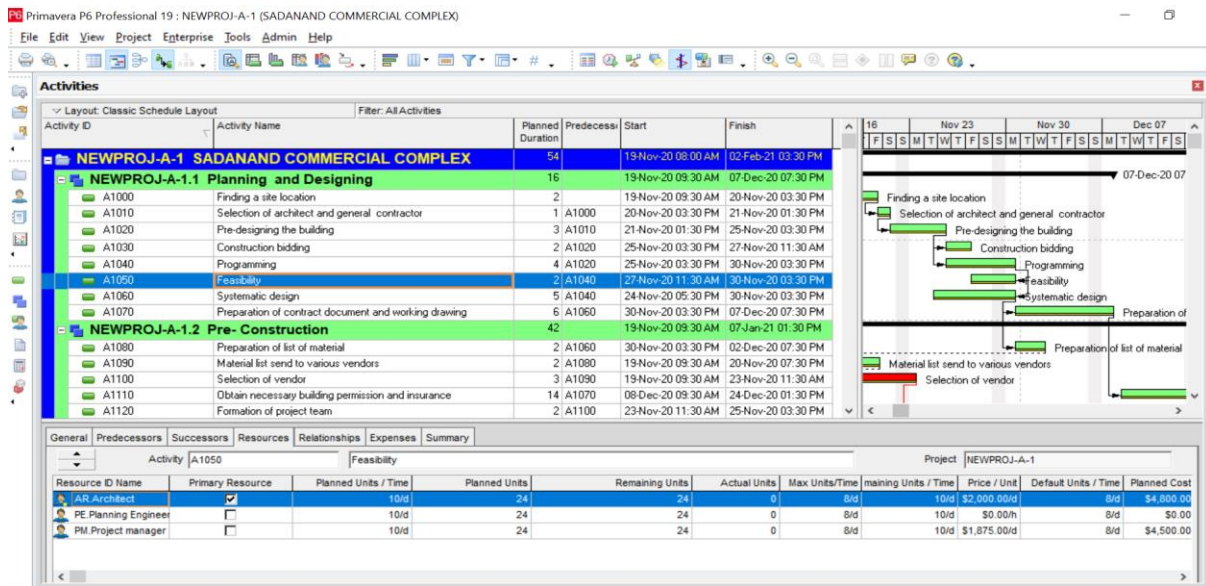 P6 Primavera P6 Professional 19 : NEWPROJ-A-1 (SADANAND COMMERCIAL COMPLEX)
File Edit View Project Enterprise Tools Admin Help
Activities
Layout: Classic Schedule Layout Filter: All Activities
Activity ID Activity Name Planned Duration Predecess Start Finish 16 Nov 23 Nov 30 Dec 07
F S S M T W T F S S M T W T F S S M T W T F S
NEWPROJ-A-1 SADANAND COMMERCIAL COMPLEX 54 19-Nov-20 08:00 AM 02-Feb-21 03:30 PM
NEWPROJ-A-1.1 Planning and Designing 16 19-Nov-20 09:30 AM 07-Dec-20 07:30 PM 07-Dec-20 07
A1000 Finding a site location 2 19-Nov-20 09:30 AM 20-Nov-20 03:30 PM Finding a site location
A1010 Selection of architect and general contractor 1 A1000 20-Nov-20 03:30 PM 21-Nov-20 01:30 PM Selection of architect and general contractor
A1020 Pre-designing the building 3 A1010 21-Nov-20 01:30 PM 25-Nov-20 03:30 PM Pre-designing the building
A1030 Construction bidding 2 A1020 25-Nov-20 03:30 PM 27-Nov-20 11:30 AM Construction bidding
A1040 Programming 4 A1020 25-Nov-20 03:30 PM 30-Nov-20 03:30 PM Programming
A1050 Feasibility 2 A1040 27-Nov-20 11:30 AM 30-Nov-20 03:30 PM Feasibility
A1060 Systematic design 5 A1040 24-Nov-20 05:30 PM 30-Nov-20 03:30 PM Systematic design
A1070 Preparation of contract document and working drawing 6 A1060 30-Nov-20 03:30 PM 07-Dec-20 07:30 PM Preparation of
NEWPROJ-A-1.2 Pre- Construction 42 19-Nov-20 09:30 AM 07-Jan-21 01:30 PM
A1080 Preparation of list of material 2 A1060 30-Nov-20 03:30 PM 02-Dec-20 07:30 PM Preparation of list of material
A1090 Material list send to various vendors 2 A1080 19-Nov-20 09:30 AM 20-Nov-20 07:30 PM Material list send to various vendors
A1100 Selection of vendor 3 A1090 19-Nov-20 09:30 AM 23-Nov-20 11:30 AM Selection of vendor
A1110 Obtain necessary building permission and insurance 14 A1070 08-Dec-20 09:30 AM 24-Dec-20 01:30 PM
A1120 Formation of project team 2 A1100 23-Nov-20 11:30 AM 25-Nov-20 03:30 PM
General Predecessors Successors Resources Relationships Expenses Summary
Activity A1050 Feasibility Project NEWPROJ-A-1
Resource ID Name Primary Resource Planned Units / Time Planned Units Remaining Units Actual Units Max Units/Time maining Units / Time Price / Unit Default Units / Time Planned Cost
AR.Architect 10/d 24 24 0 8/d 10/d $2,000.00/d 8/d $4,800.00
PE.Planning Engineer 10/d 24 24 0 8/d 10/d $0.00/h 8/d $0.00
PM.Project manager 10/d 24 24 0 8/d 10/d $1,875.00/d 8/d $4,500.00